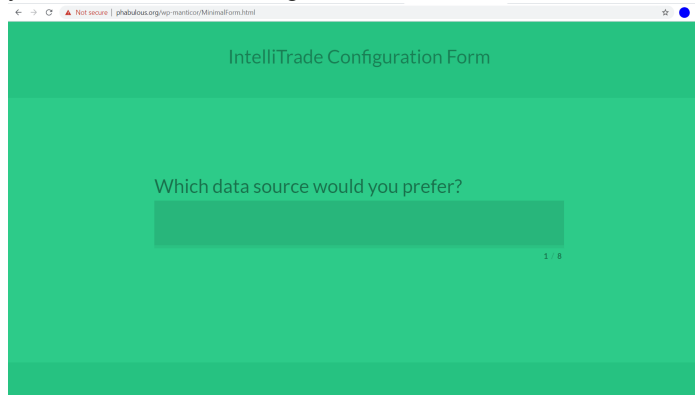 Not secure | phabulous.org/wp-manticor/MinimalForm.html
IntelliTrade Configuration Form
Which data source would you prefer?
1 / 8